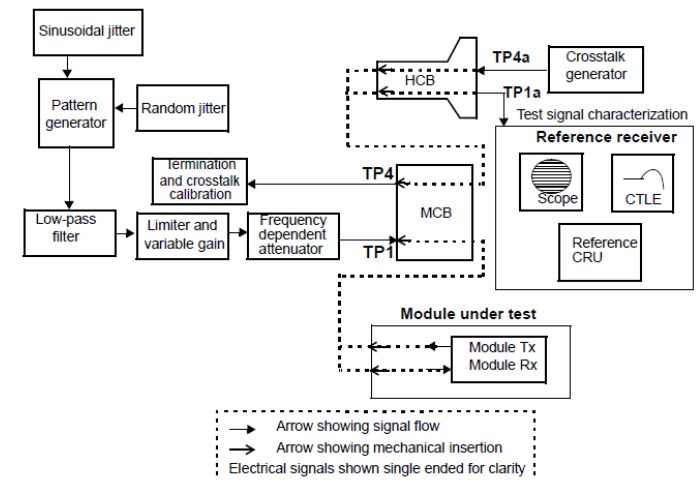 Sinusoidal jitter
Pattern
generator
Random jitter
Low-pass
filter
Limiter and
variable gain
Frequency
dependent
attenuator
Termination
and crosstalk
calibration
TP4
TP1
MCB
HCB
TP4a
TP1a
Crosstalk
generator
Test signal characterization
Reference receiver
Scope
CTLE
Reference
CRU
Module under test
Module Tx
Module Rx
Arrow showing signal flow
Arrow showing mechanical insertion
Electrical signals shown single ended for clarity